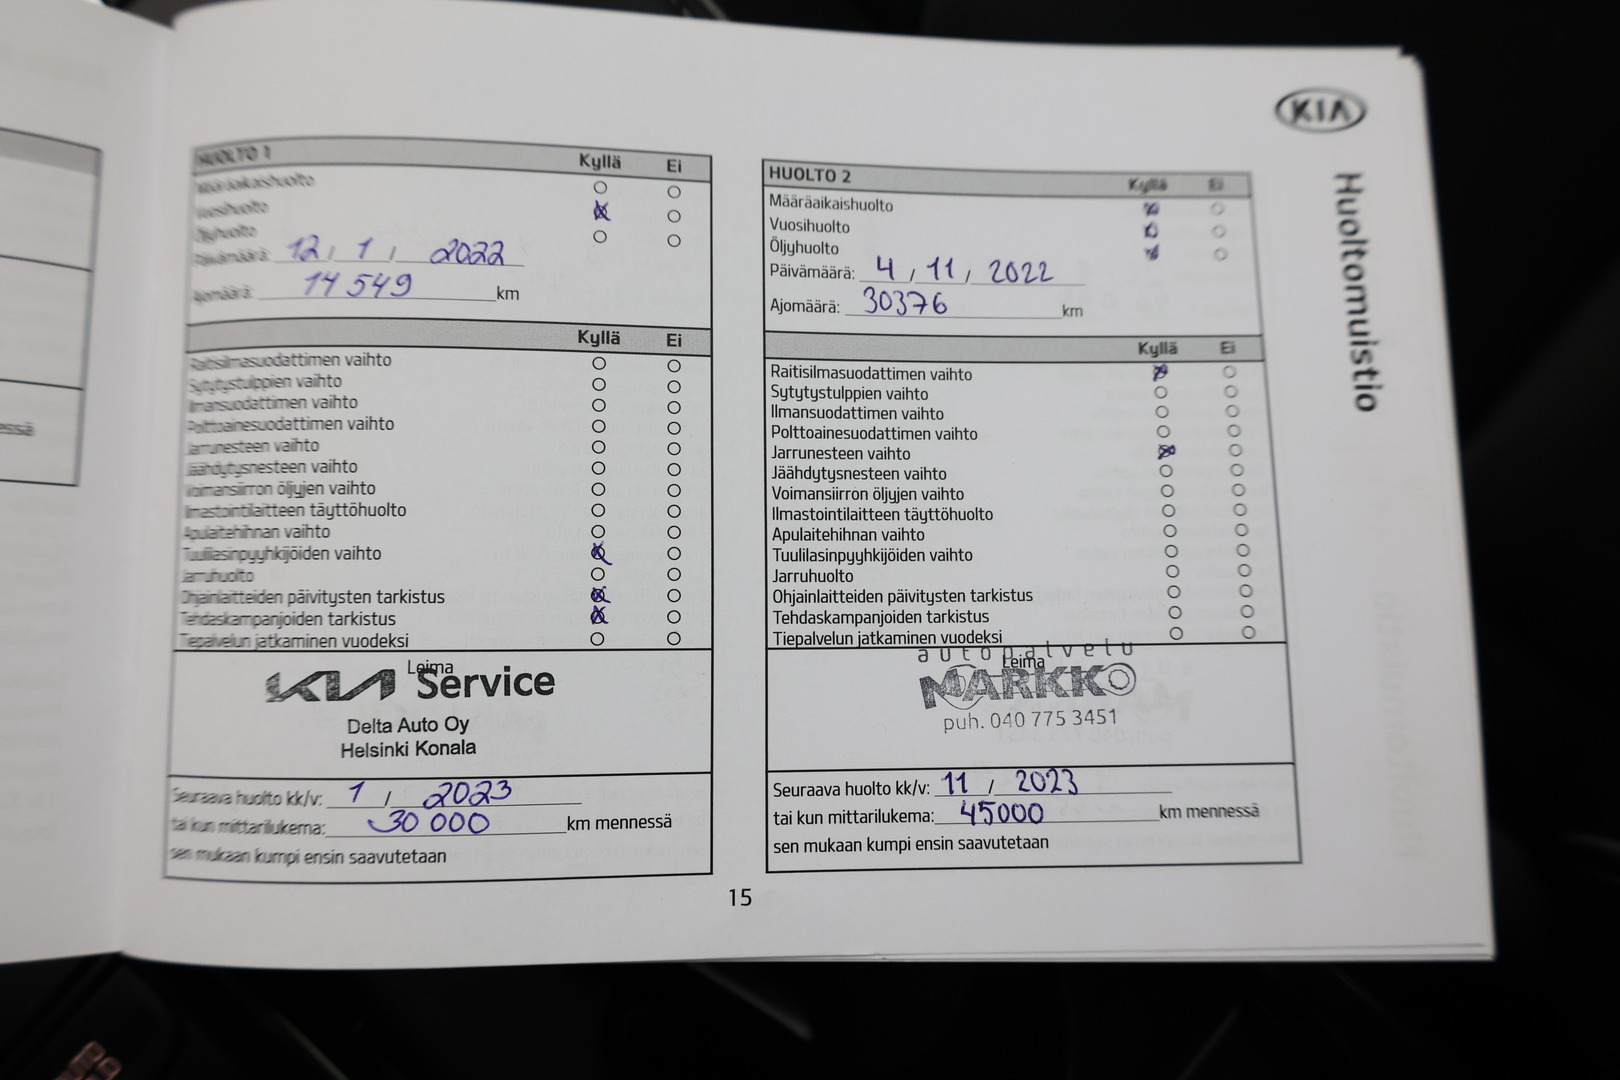 KIA
Huoltomuistio
HUOLTO 1 Kyllä Ei
Määräaikaishuolto
Vuosihuolto
Öljyhuolto
Päivämäärä: 12 / 1 / 2022
Ajomäärä: 14 549 km
Kyllä Ei
Raitisilmasuodattimen vaihto
Sytytystulppien vaihto
Ilmansuodattimen vaihto
Polttoainesuodattimen vaihto
Jarrunesteen vaihto
Jäähdytysnesteen vaihto
Voimansiirron öljyjen vaihto
Ilmastointilaitteen täyttöhuolto
Apulaitehihnan vaihto
Tuulilasinpyyhkijöiden vaihto
Jarruhuolto
Ohjainlaitteiden päivitysten tarkistus
Tehdaskampanjoiden tarkistus
Tiepalvelun jatkaminen vuodeksi
Leima
KIA Service
Delta Auto Oy
Helsinki Konala
Seuraava huolto kk/v: 1 / 2023
tai kun mittarilukema: 30 000 km mennessä
sen mukaan kumpi ensin saavutetaan
HUOLTO 2 Kyllä Ei
Määräaikaishuolto
Vuosihuolto
Öljyhuolto
Päivämäärä: 4 / 11 / 2022
Ajomäärä: 30376 km
Kyllä Ei
Raitisilmasuodattimen vaihto
Sytytystulppien vaihto
Ilmansuodattimen vaihto
Polttoainesuodattimen vaihto
Jarrunesteen vaihto
Jäähdytysnesteen vaihto
Voimansiirron öljyjen vaihto
Ilmastointilaitteen täyttöhuolto
Apulaitehihnan vaihto
Tuulilasinpyyhkijöiden vaihto
Jarruhuolto
Ohjainlaitteiden päivitysten tarkistus
Tehdaskampanjoiden tarkistus
Tiepalvelun jatkaminen vuodeksi
autopalvelu
Leima
MARKKO
puh. 040 775 3451
Seuraava huolto kk/v: 11 / 2023
tai kun mittarilukema: 45000 km mennessä
sen mukaan kumpi ensin saavutetaan
15